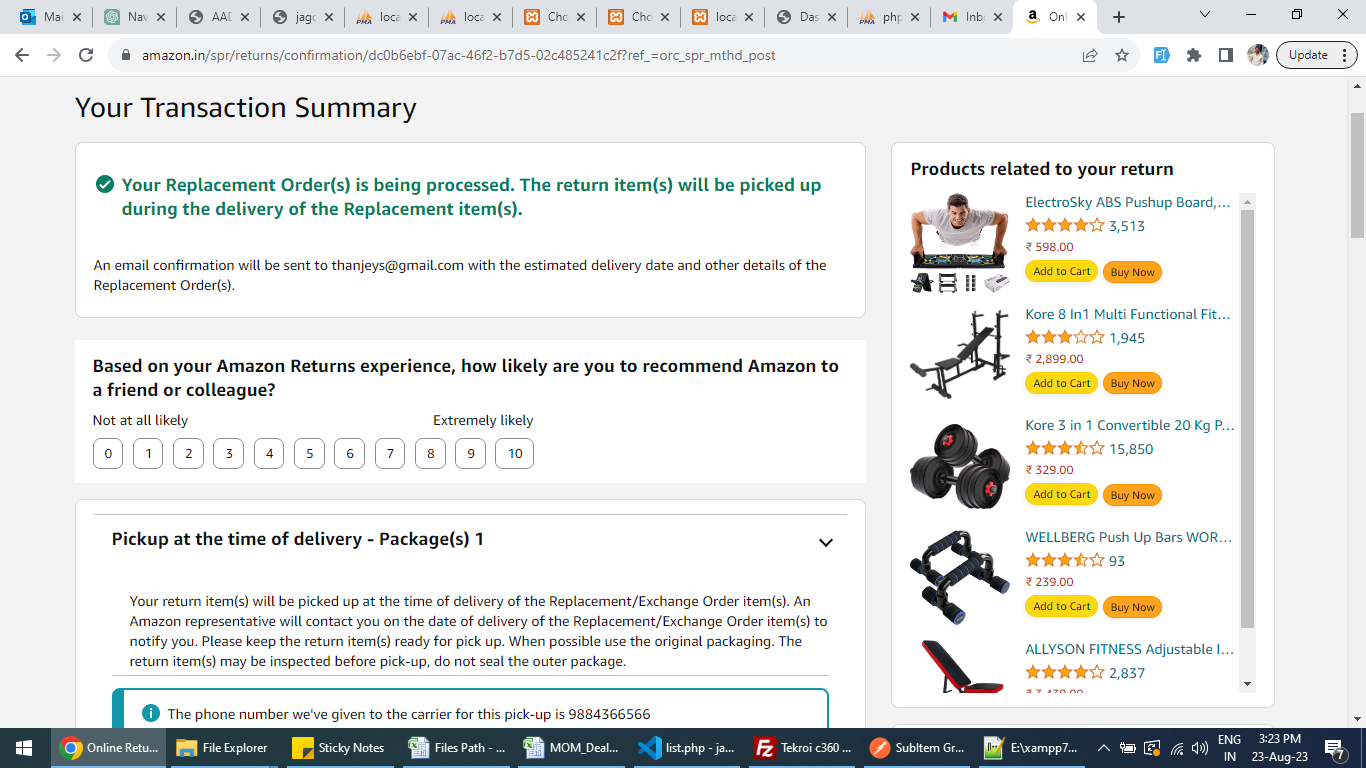 Mai
Nav
AAD
jago
loca
loca
Cho
Cho
loca
Das
php
Inb
Onl
amazon.in/spr/returns/confirmation/dc0b6ebf-07ac-46f2-b7d5-02c485241c2f?ref_=orc_spr_mthd_post
Update
Your Transaction Summary
Your Replacement Order(s) is being processed. The return item(s) will be picked up
during the delivery of the Replacement item(s).
An email confirmation will be sent to thanjeys@gmail.com with the estimated delivery date and other details of the
Replacement Order(s).
Based on your Amazon Returns experience, how likely are you to recommend Amazon to
a friend or colleague?
Not at all likely Extremely likely
0 1 2 3 4 5 6 7 8 9 10
Pickup at the time of delivery - Package(s) 1
Your return item(s) will be picked up at the time of delivery of the Replacement/Exchange Order item(s). An
Amazon representative will contact you on the date of delivery of the Replacement/Exchange Order item(s) to
notify you. Please keep the return item(s) ready for pick up. When possible use the original packaging. The
return item(s) may be inspected before pick-up, do not seal the outer package.
The phone number we've given to the carrier for this pick-up is 9884366566
Products related to your return
ElectroSky ABS Pushup Board,...
3,513
₹ 598.00
Add to Cart Buy Now
Kore 8 In1 Multi Functional Fit...
1,945
₹ 2,899.00
Add to Cart Buy Now
Kore 3 in 1 Convertible 20 Kg P...
15,850
₹ 329.00
Add to Cart Buy Now
WELLBERG Push Up Bars WOR...
93
₹ 239.00
Add to Cart Buy Now
ALLYSON FITNESS Adjustable I...
2,837
Online Retu...
File Explorer
Sticky Notes
Files Path - ...
MOM_Deal...
list.php - ja...
Tekroi c360 ...
SubItem Gr...
E:\xampp7...
ENG
IN
3:23 PM
23-Aug-23
7